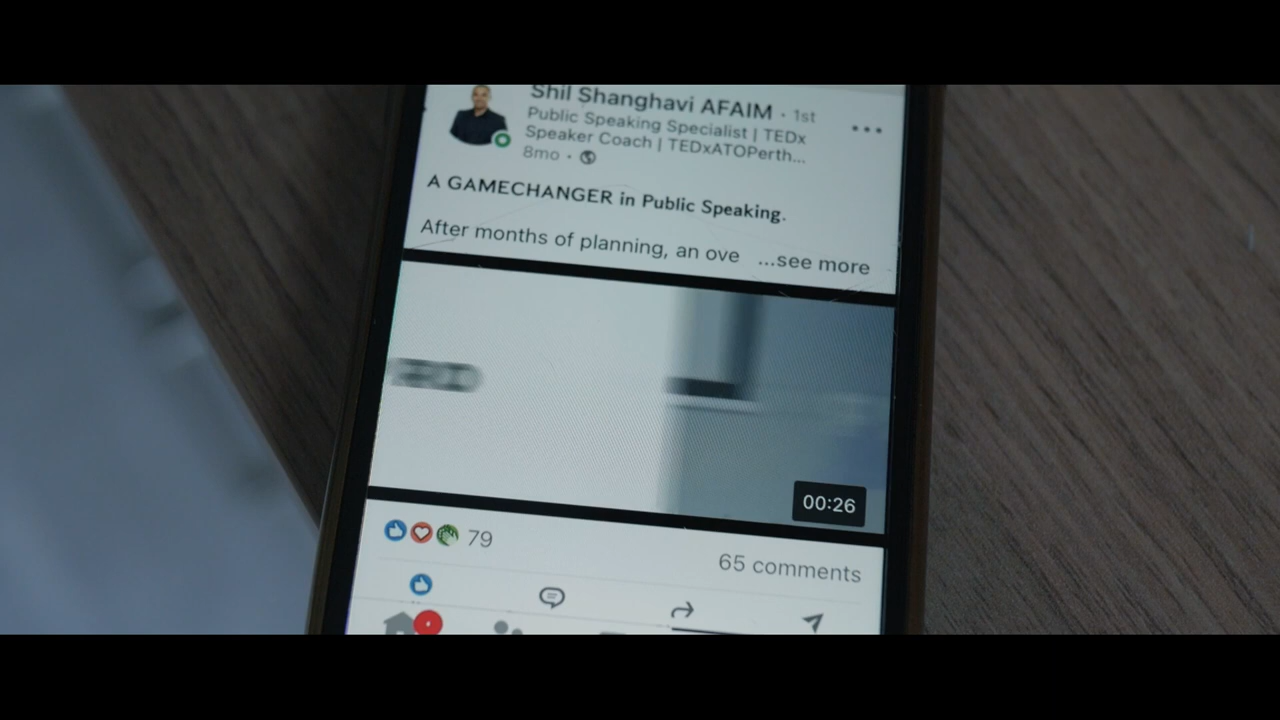 Shil Shanghavi AFAIM · 1st
Public Speaking Specialist | TEDx
Speaker Coach | TEDxATOPerth...
8mo ·
A GAMECHANGER in Public Speaking.
After months of planning, an ove ...see more
00:26
79
65 comments